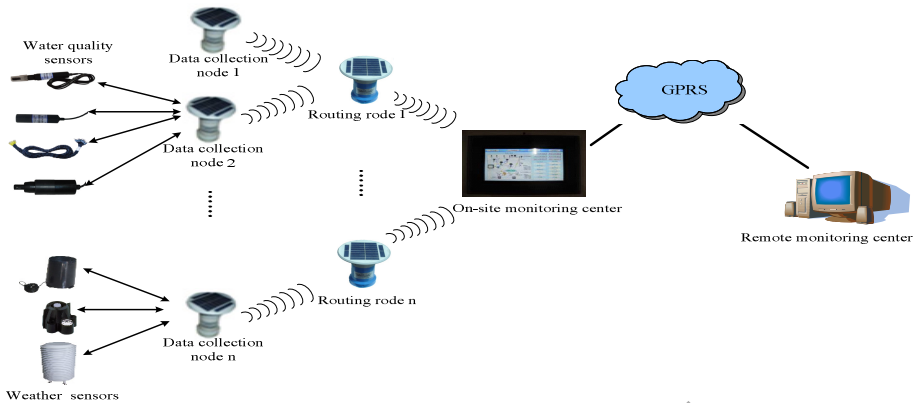 Water quality
sensors
Data collection
node 1
Routing rode 1
GPRS
Data collection
node 2
On-site monitoring center
Remote monitoring center
Routing rode n
Data collection
node n
Weather sensors